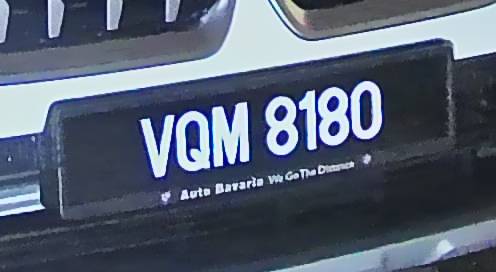 VQM 8180
Auto Bavaria We Go The Distance